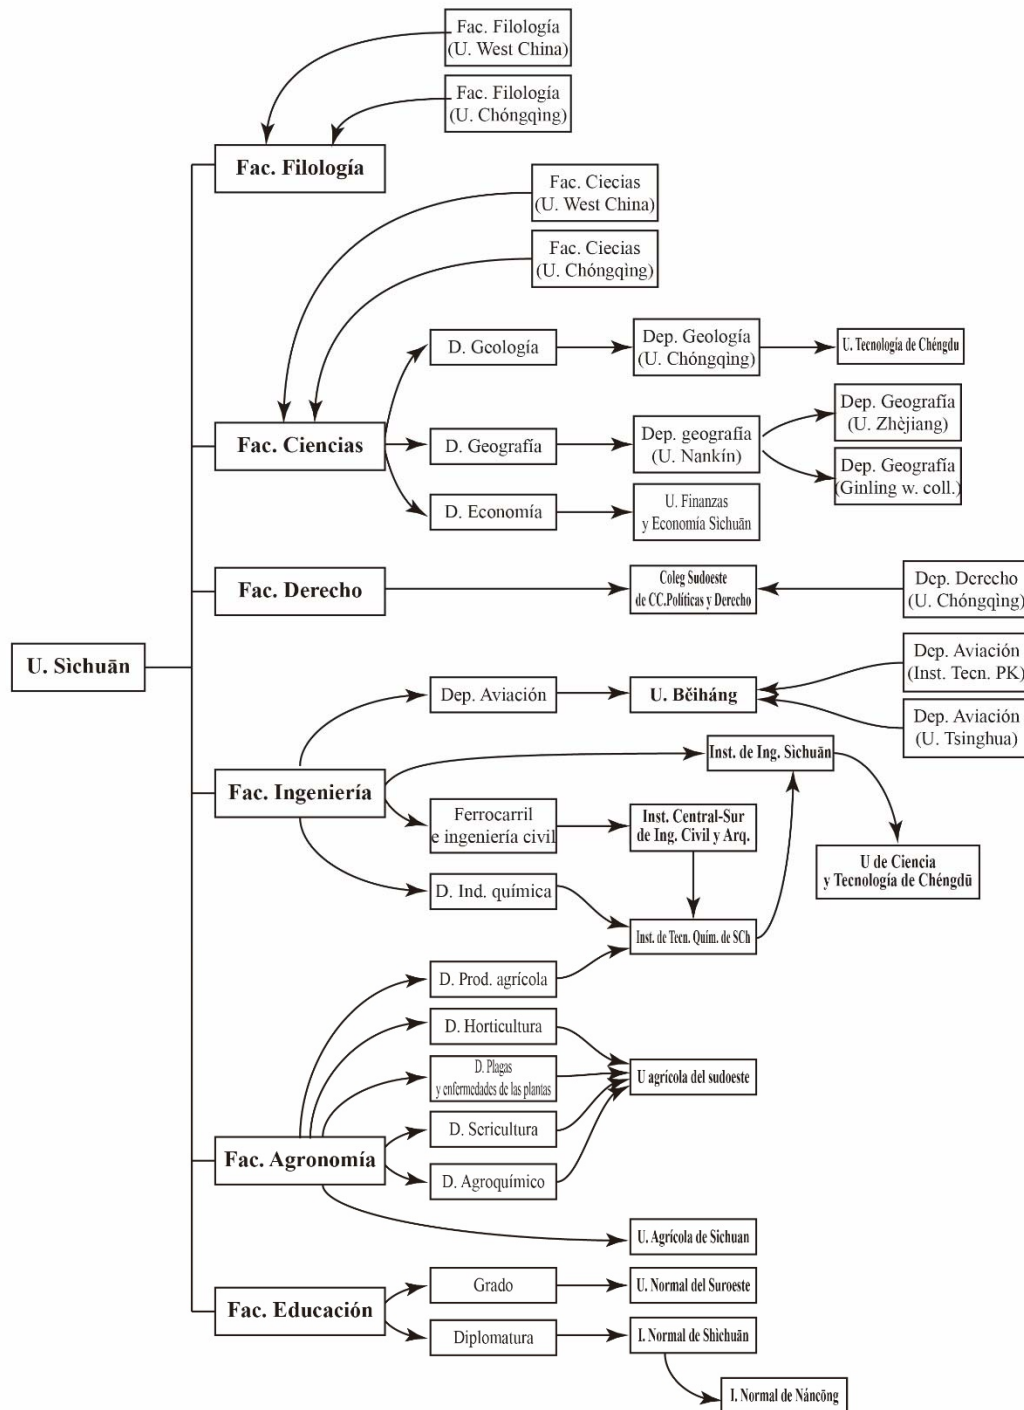 Fac. Filología
(U. West China)
Fac. Filología
(U. Chóngqìng)
Fac. Filología
Fac. Ciecias
(U. West China)
Fac. Ciecias
(U. Chóngqìng)
D. Geología
Dep. Geología
(U. Chóngqìng)
U. Tecnología de Chéngdu
Fac. Ciencias
D. Geografía
Dep. geografía
(U. Nankín)
Dep. Geografía
(U. Zhèjiang)
Dep. Geografía
(Ginling w. coll.)
D. Economía
U. Finanzas
y Economía Sìchuān
Fac. Derecho
Coleg Sudoeste
de CC.Políticas y Derecho
Dep. Derecho
(U. Chóngqìng)
U. Sìchuān
Dep. Aviación
U. Běiháng
Dep. Aviación
(Inst. Tecn. PK)
Dep. Aviación
(U. Tsinghua)
Inst. de Ing. Sìchuān
Fac. Ingeniería
Ferrocarril
e ingeniería civil
Inst. Central-Sur
de Ing. Civil y Arq.
U de Ciencia
y Tecnología de Chéngdū
D. Ind. química
Inst. de Tecn. Quím. de SCh
D. Prod. agrícola
D. Horticultura
D. Plagas
y enfermedades de las plantas
U agrícola del sudoeste
D. Sericultura
Fac. Agronomía
D. Agroquímico
U. Agrícola de Sichuan
Grado
U. Normal del Suroeste
Fac. Educación
Diplomatura
I. Normal de Shìchuān
I. Normal de Náncōng